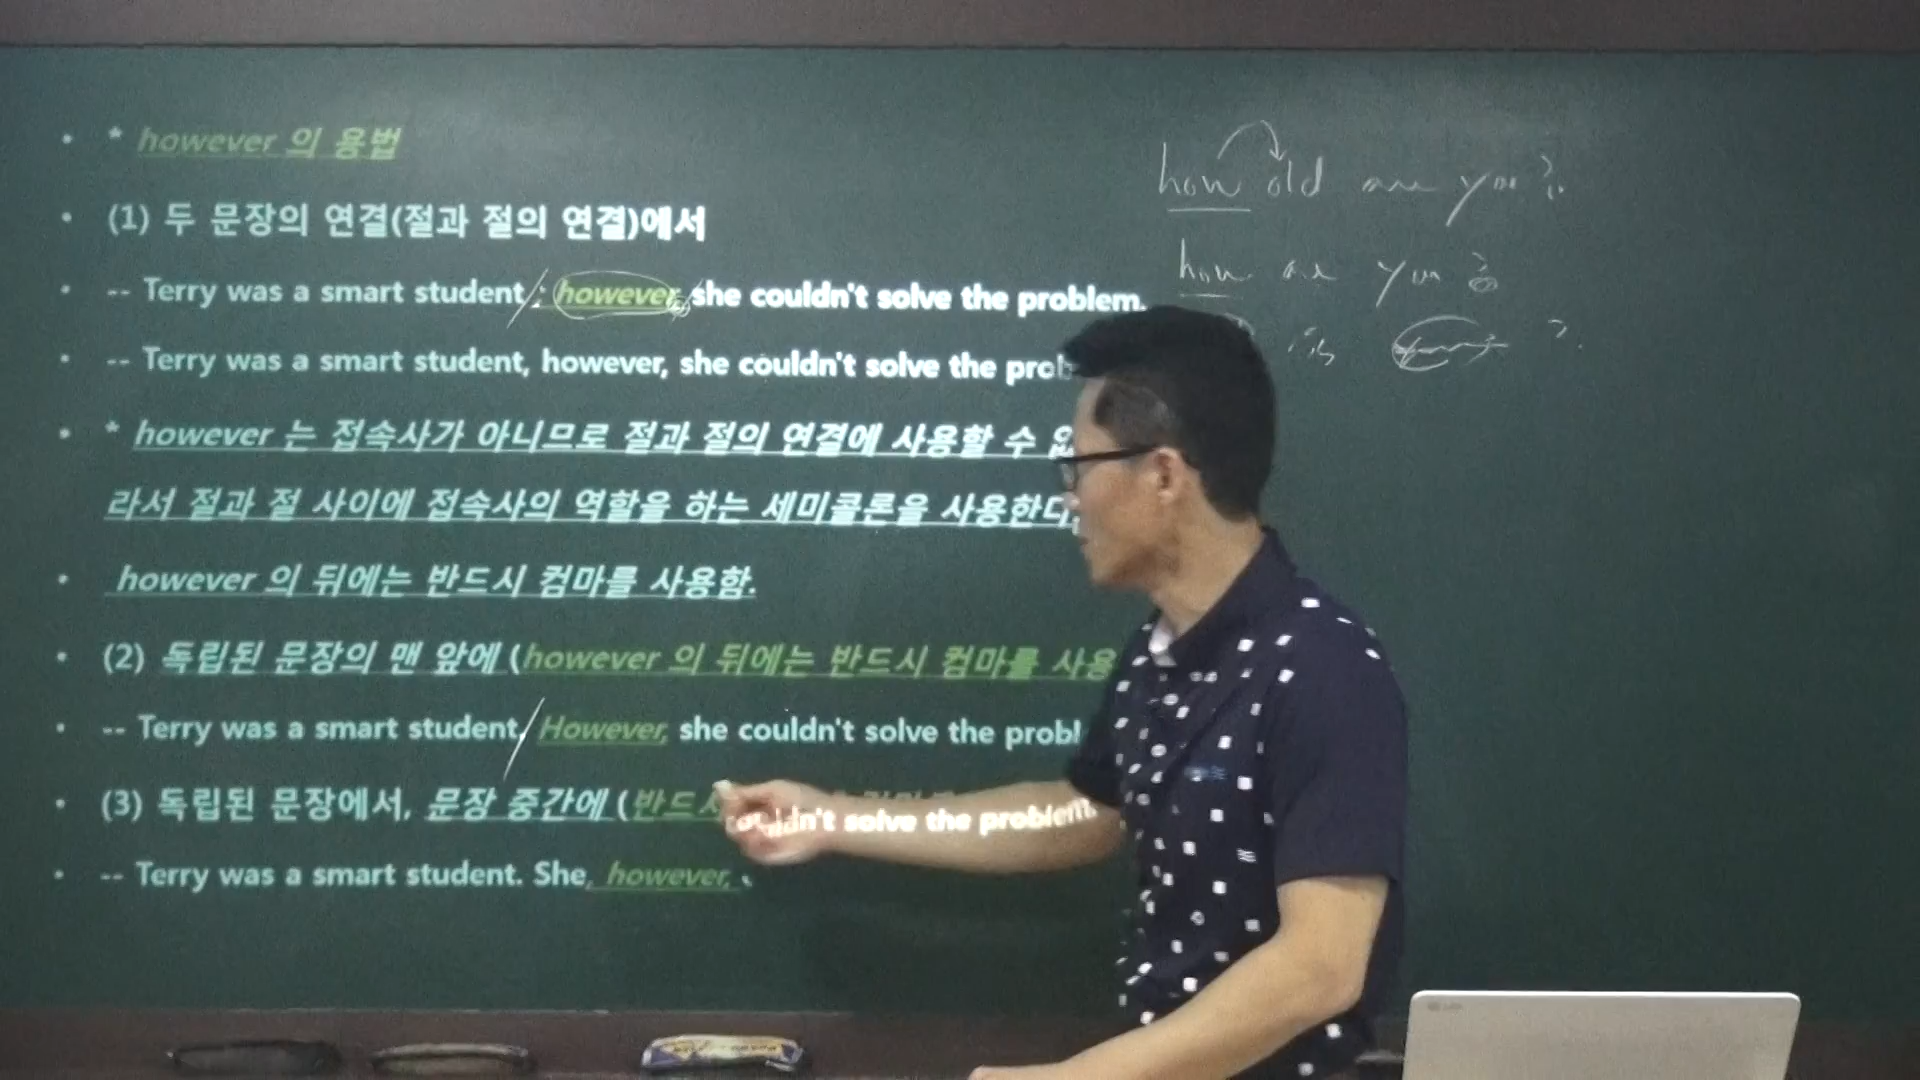 * however 의 용법
(1) 두 문장의 연결(절과 절의 연결)에서
-- Terry was a smart student ; however, she couldn't solve the problem.
-- Terry was a smart student, however, she couldn't solve the
* however 는 접속사가 아니므로 절과 절의 연결에 사용할 수
라서 절과 절 사이에 접속사의 역할을 하는 세미콜론을 사용한다.
however 의 뒤에는 반드시 컴마를 사용함.
(2) 독립된 문장의 맨 앞에 (however 의 뒤에는 반드시 컴마를
-- Terry was a smart student. However, she couldn't solve the
(3) 독립된 문장에서, 문장 중간에 (
-- Terry was a smart student. She, however, couldn't solve the problem.
how old are you?
how are you?
is ?